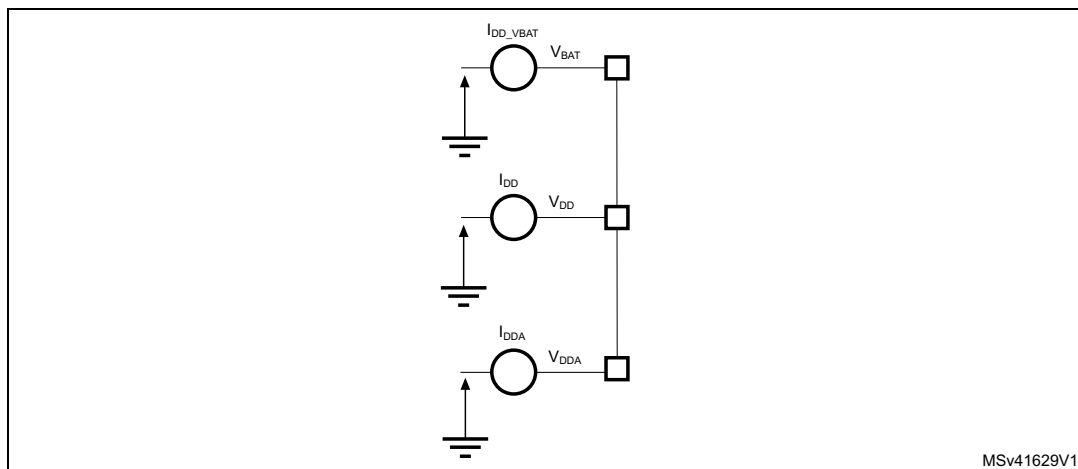 I_DD_VBAT
V_BAT
I_DD
V_DD
I_DDA
V_DDA
MSv41629V1